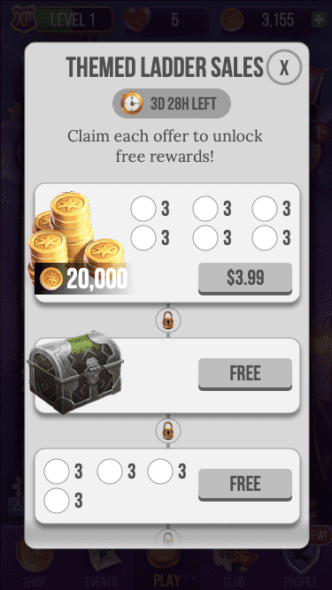 XP LEVEL 1 5 3,155
THEMED LADDER SALES X
3D 28H LEFT
Claim each offer to unlock
free rewards!
3 3 3
3 3 3
20,000 $3.99
FREE
3 3 3
3
FREE
NEW!
SHOP EVENTS PLAY CLUB PROFILE